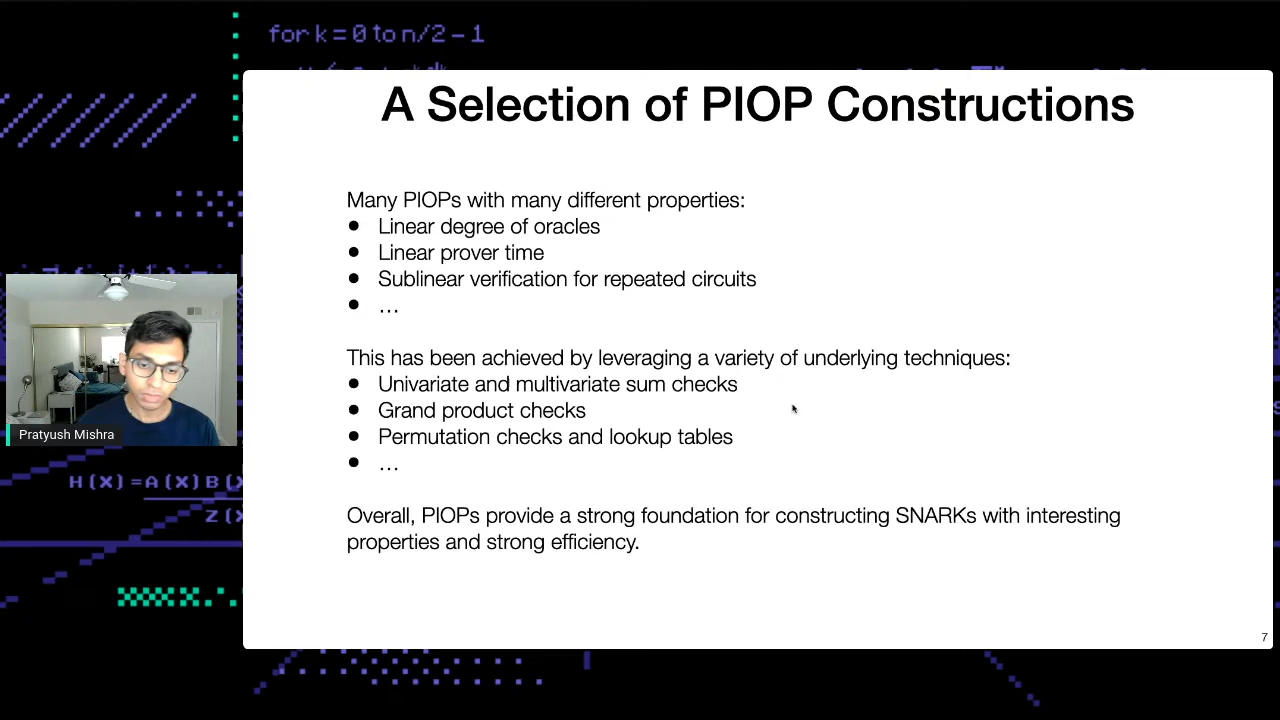 for k = 0 to n/2 - 1
A Selection of PIOP Constructions
Many PIOPs with many different properties:
● Linear degree of oracles
● Linear prover time
● Sublinear verification for repeated circuits
● …
This has been achieved by leveraging a variety of underlying techniques:
● Univariate and multivariate sum checks
● Grand product checks
● Permutation checks and lookup tables
● …
Overall, PIOPs provide a strong foundation for constructing SNARKs with interesting
properties and strong efficiency.
7
Pratyush Mishra
H(X) = A(X) B(X
Z(X